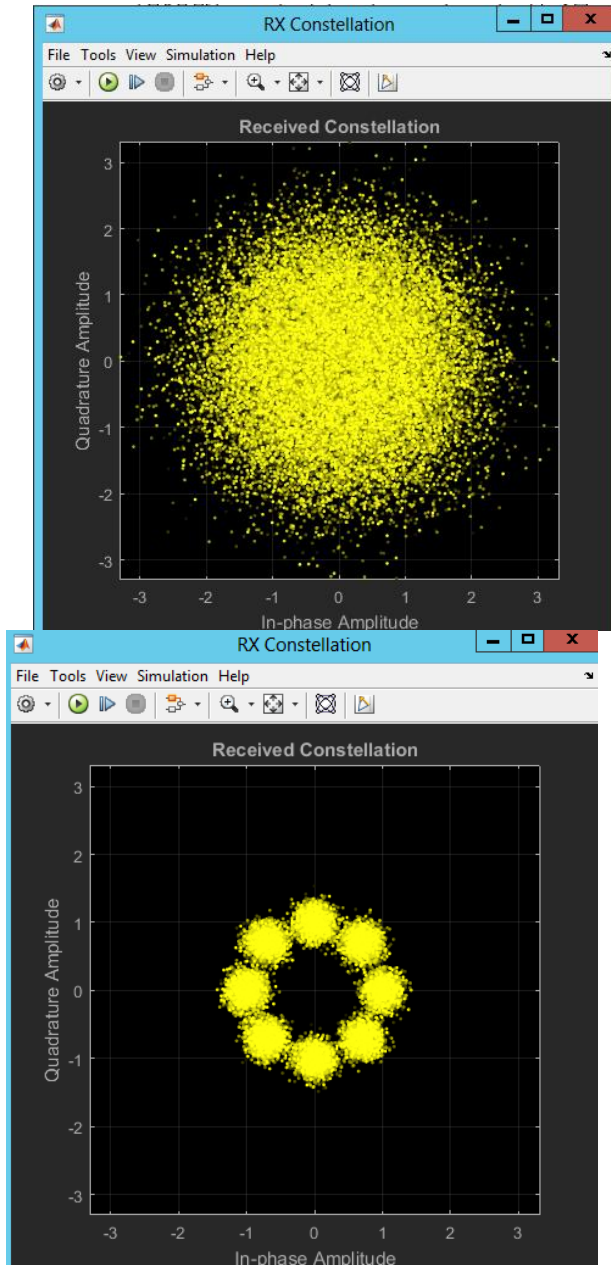 RX Constellation
File Tools View Simulation Help
Received Constellation
3
2
1
0
-1
-2
-3
Quadrature Amplitude
-3 -2 -1 0 1 2 3
In-phase Amplitude
RX Constellation
File Tools View Simulation Help
Received Constellation
3
2
1
0
-1
-2
-3
Quadrature Amplitude
-3 -2 -1 0 1 2 3
In-phase Amplitude